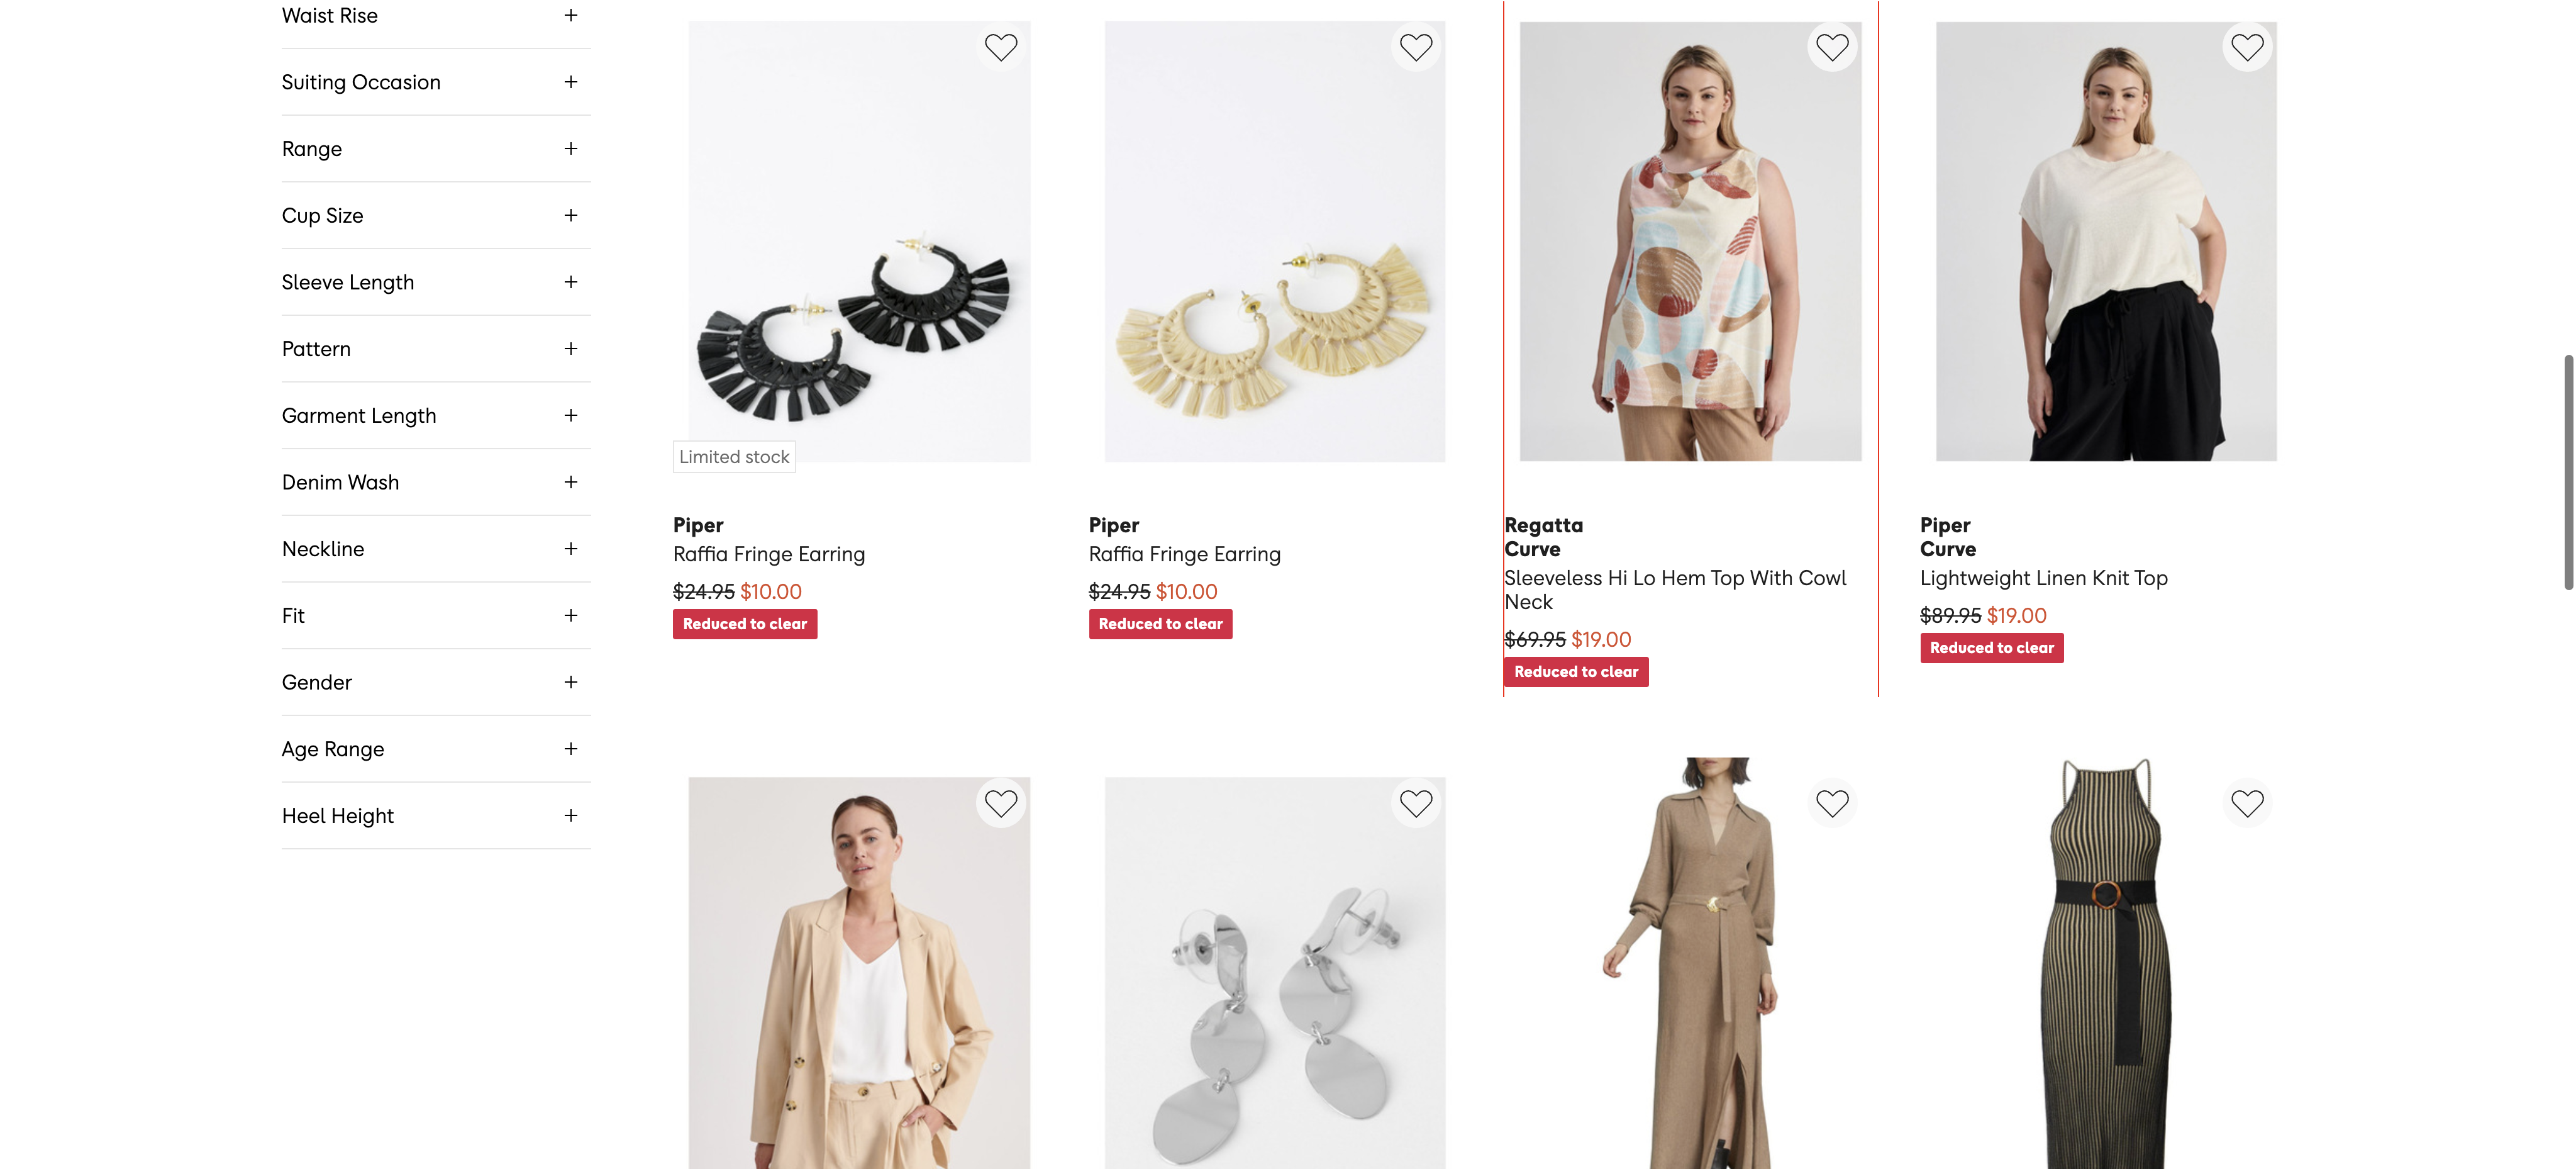 Waist Rise
Suiting Occasion
Range
Cup Size
Sleeve Length
Pattern
Garment Length
Denim Wash
Neckline
Fit
Gender
Age Range
Heel Height
Limited stock
Piper
Raffia Fringe Earring
$24.95 $10.00
Reduced to clear
Piper
Raffia Fringe Earring
$24.95 $10.00
Reduced to clear
Regatta
Curve
Sleeveless Hi Lo Hem Top With Cowl
Neck
$69.95 $19.00
Reduced to clear
Piper
Curve
Lightweight Linen Knit Top
$89.95 $19.00
Reduced to clear